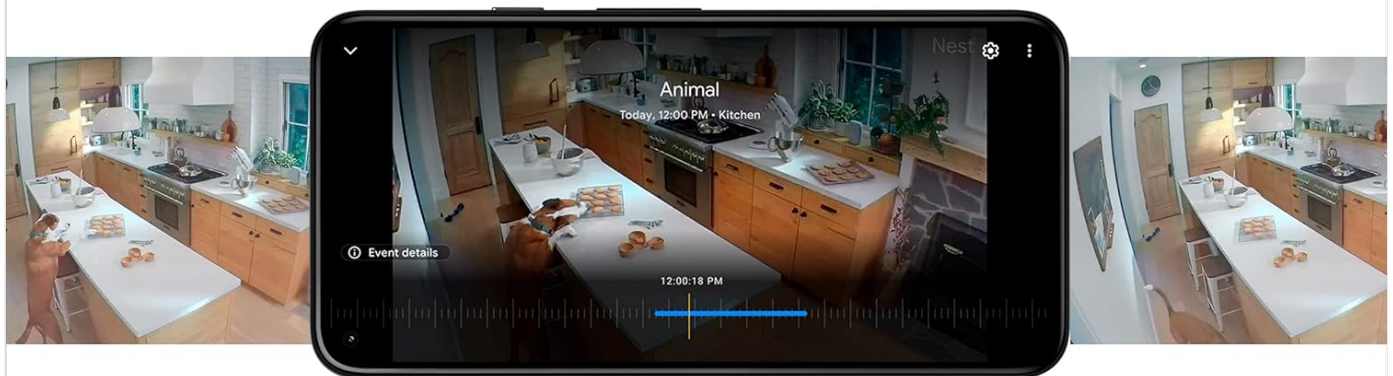 Nest
Animal
Today, 12:00 PM • Kitchen
Event details
12:00:18 PM